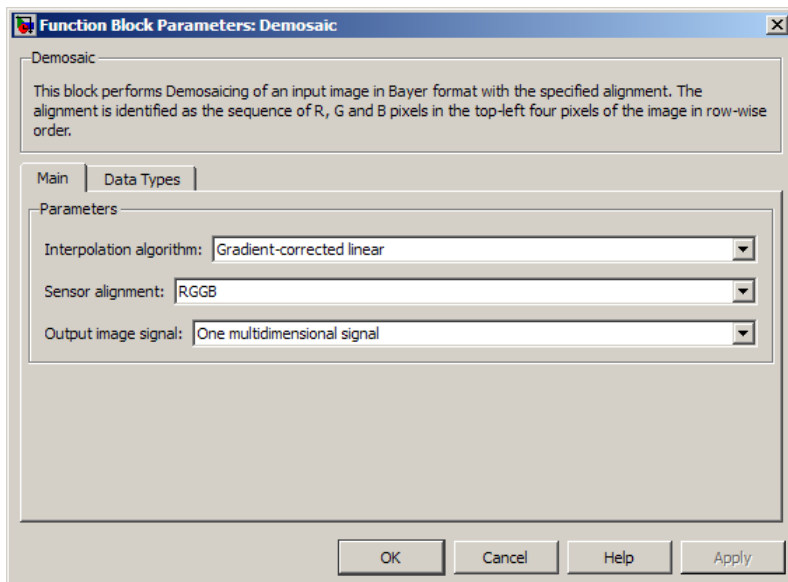 Function Block Parameters: Demosaic
Demosaic
This block performs Demosaicing of an input image in Bayer format with the specified alignment. The
alignment is identified as the sequence of R, G and B pixels in the top-left four pixels of the image in row-wise
order.
Main Data Types
Parameters
Interpolation algorithm: Gradient-corrected linear
Sensor alignment: RGGB
Output image signal: One multidimensional signal
OK Cancel Help Apply